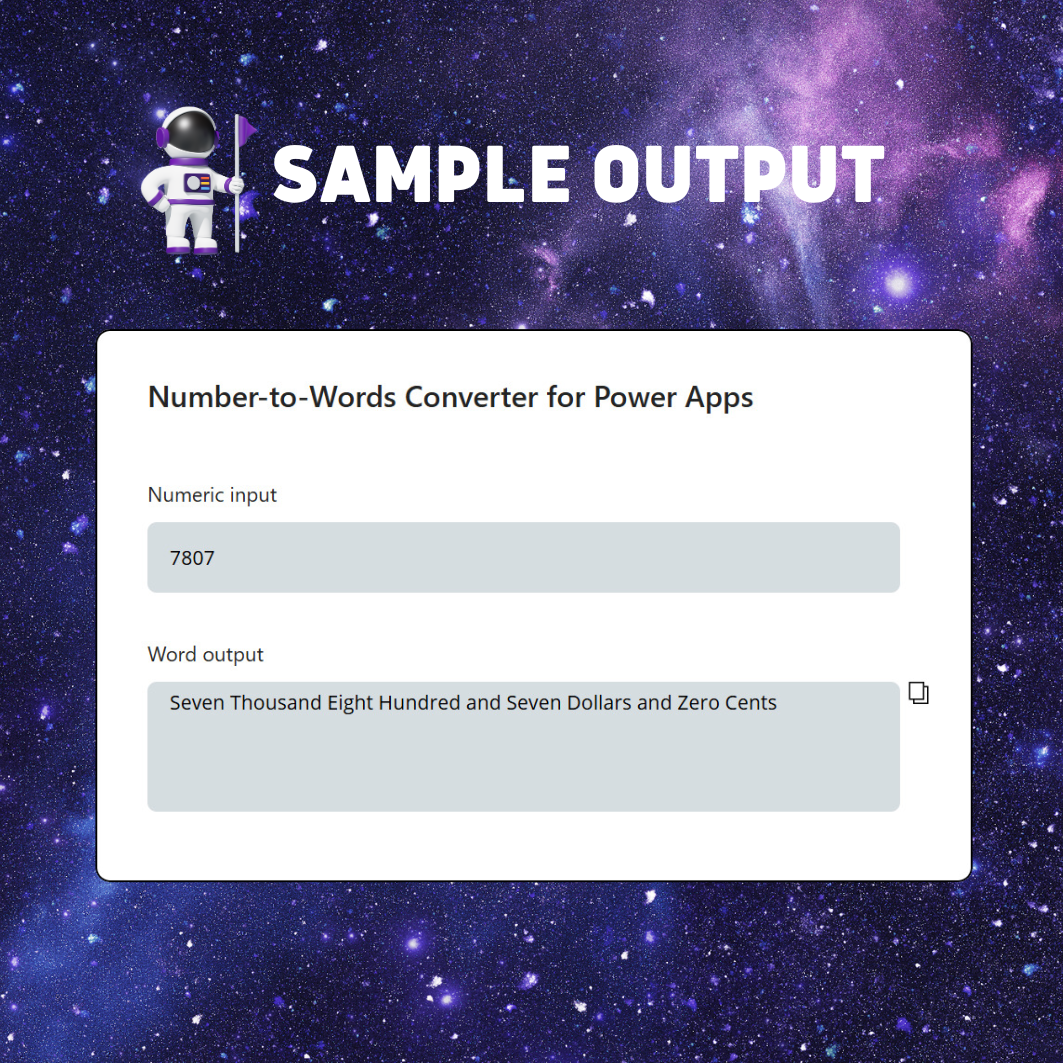 SAMPLE OUTPUT
Number-to-Words Converter for Power Apps
Numeric input
7807
Word output
Seven Thousand Eight Hundred and Seven Dollars and Zero Cents